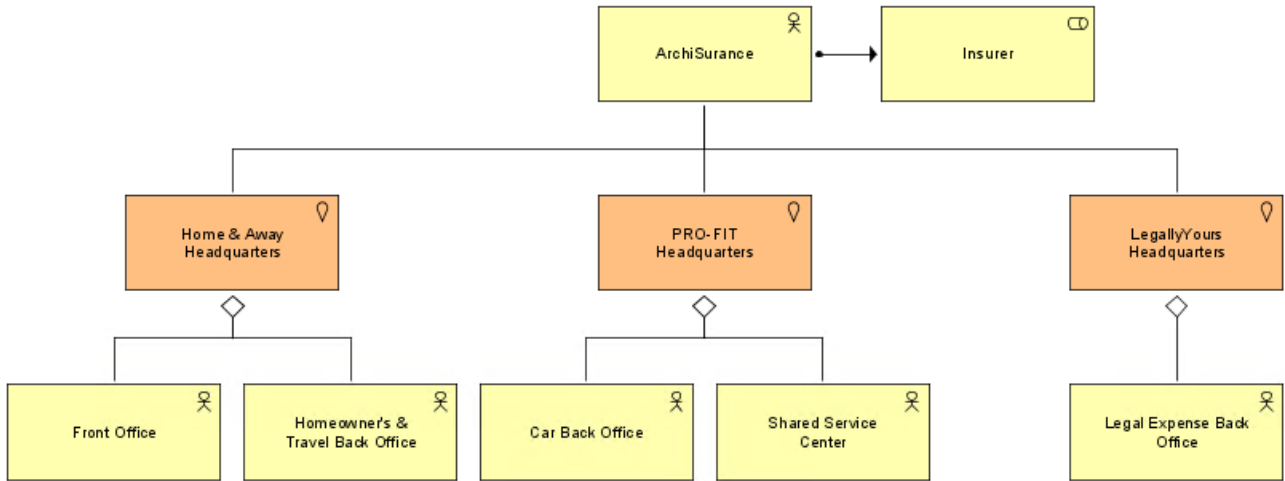 ArchiSurance
Insurer
Home & Away
Headquarters
PRO-FIT
Headquarters
LegallyYours
Headquarters
Front Office
Homeowner's &
Travel Back Office
Car Back Office
Shared Service
Center
Legal Expense Back
Office